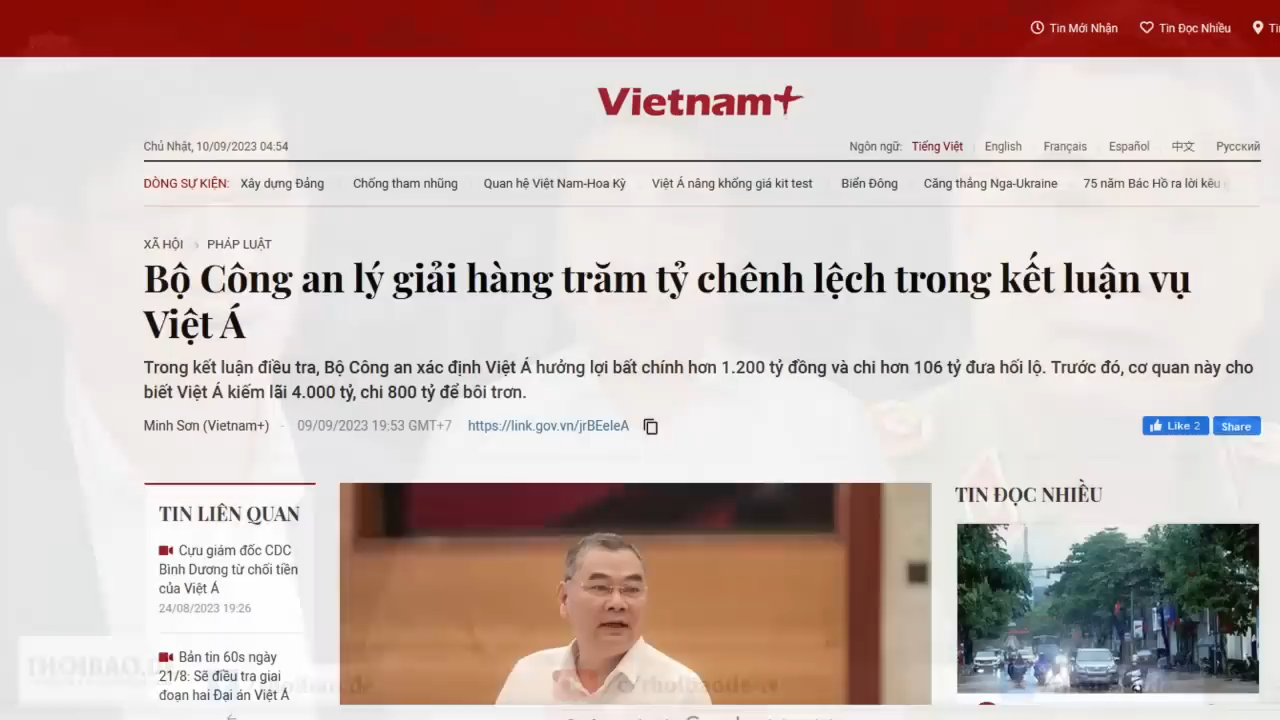 Tin Mới Nhận
Tin Đọc Nhiều
Vietnam+
Chủ Nhật, 10/09/2023 04:54
Ngôn ngữ: Tiếng Việt English Français Español 中文 Русский
DÒNG SỰ KIỆN: Xây dựng Đảng Chống tham nhũng Quan hệ Việt Nam-Hoa Kỳ Việt Á nâng khống giá kit test Biển Đông Căng thẳng Nga-Ukraine 75 năm Bác Hồ ra lời kêu
XÃ HỘI › PHÁP LUẬT
Bộ Công an lý giải hàng trăm tỷ chênh lệch trong kết luận vụ
Việt Á
Trong kết luận điều tra, Bộ Công an xác định Việt Á hưởng lợi bất chính hơn 1.200 tỷ đồng và chi hơn 106 tỷ đưa hối lộ. Trước đó, cơ quan này cho
biết Việt Á kiếm lãi 4.000 tỷ, chi 800 tỷ để bôi trơn.
Minh Sơn (Vietnam+) - 09/09/2023 19:53 GMT+7 https://link.gov.vn/jrBEeleA
Like 2 Share
TIN LIÊN QUAN
Cựu giám đốc CDC
Bình Dương từ chối tiền
của Việt Á
24/08/2023 19:26
Bản tin 60s ngày
21/8: Sẽ điều tra giai
đoạn hai Đại án Việt Á
TIN ĐỌC NHIỀU
THOIBAO.DE